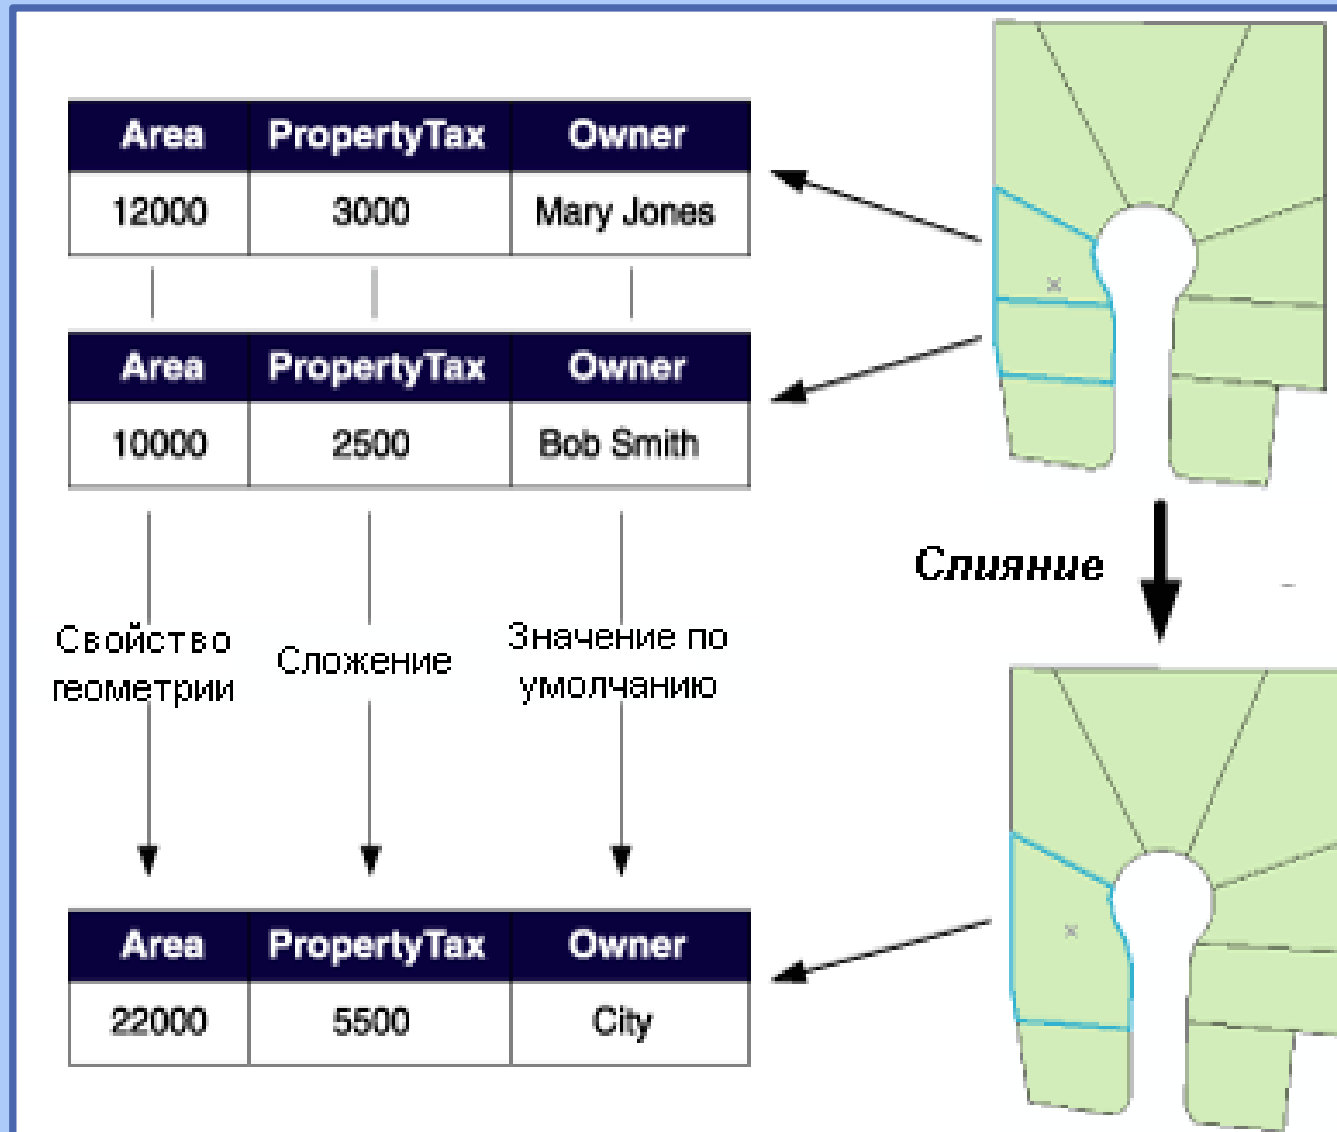 Area PropertyTax Owner
12000 3000 Mary Jones
Area PropertyTax Owner
10000 2500 Bob Smith
Слияние
Свойство геометрии
Сложение
Значение по умолчанию
Area PropertyTax Owner
22000 5500 City